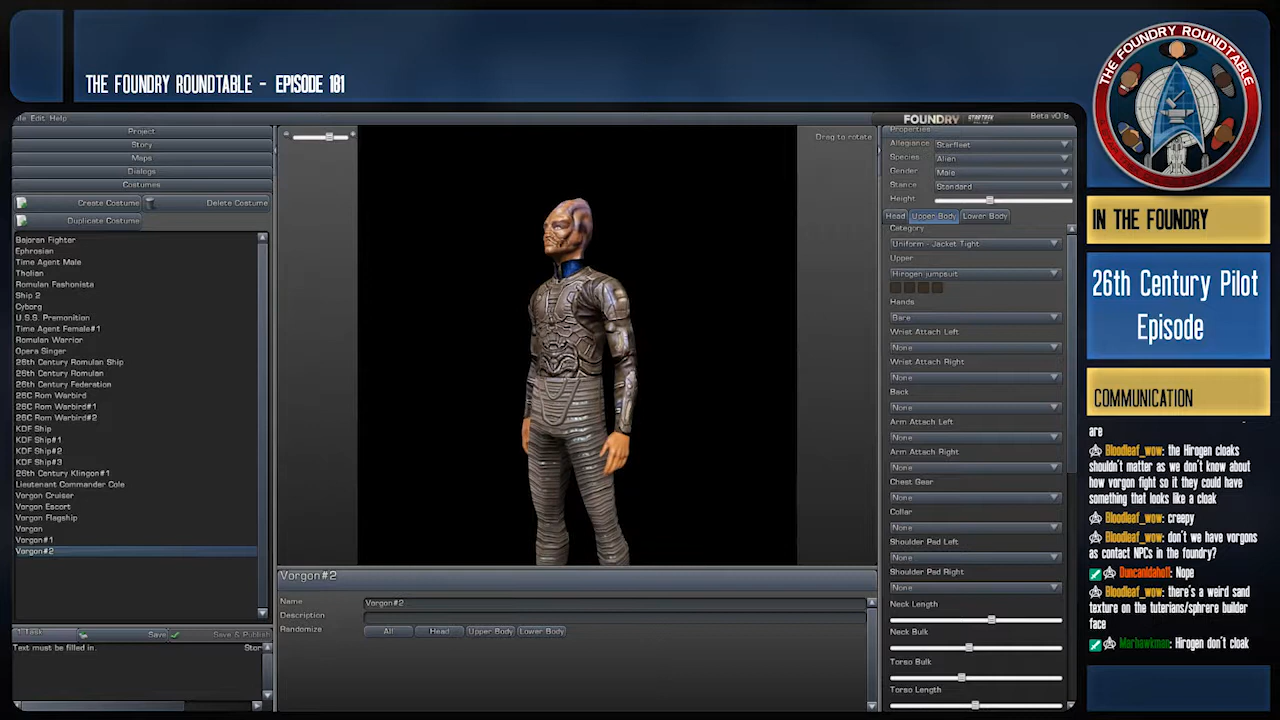 THE FOUNDRY ROUNDTABLE - EPISODE 181
THE FOUNDRY ROUNDTABLE
File Edit Help
Project
Story
Maps
Dialogs
Costumes
Create Costume
Delete Costume
Duplicate Costume
Bajoran Fighter
Ephrosian
Time Agent Male
Tholian
Romulan Fashionista
Ship 2
Cyborg
U.S.S. Premonition
Time Agent Female#1
Romulan Warrior
Opera Singer
26th Century Romulan Ship
26th Century Romulan
26th Century Federation
26C Rom Warbird
26C Rom Warbird#1
26C Rom Warbird#2
KDF Ship
KDF Ship#1
KDF Ship#2
KDF Ship#3
26th Century Klingon#1
Lieutenant Commander Cole
Vorgon Cruiser
Vorgon Escort
Vorgon Flagship
Vorgon
Vorgon#1
Vorgon#2
1 Task
Save
Save & Publish
Text must be filled in.
Stor
Drag to rotate
Vorgon#2
Name
Vorgon#2
Description
Randomize
All
Head
Upper Body
Lower Body
FOUNDRY
STAR TREK
Beta v0.8
Properties
Allegiance
Starfleet
Species
Alien
Gender
Male
Stance
Standard
Height
Head
Upper Body
Lower Body
Category
Uniform - Jacket Tight
Upper
Hirogen jumpsuit
Hands
Bare
Wrist Attach Left
None
Wrist Attach Right
None
Back
None
Arm Attach Left
None
Arm Attach Right
None
Chest Gear
None
Collar
None
Shoulder Pad Left
None
Shoulder Pad Right
None
Neck Length
Neck Bulk
Torso Bulk
Torso Length
IN THE FOUNDRY
26th Century Pilot
Episode
COMMUNICATION
are
Bloodleaf_wow: the Hirogen cloaks
shouldn't matter as we don't know about
how vorgon fight so it they could have
something that looks like a cloak
Bloodleaf_wow: creepy
Bloodleaf_wow: don't we have vorgons
as contact NPCs in the foundry?
DuncanIdaho11: Nope
Bloodleaf_wow: there's a weird sand
texture on the tuterians/sphrere builder
face
Marhawkman: Hirogen don't cloak